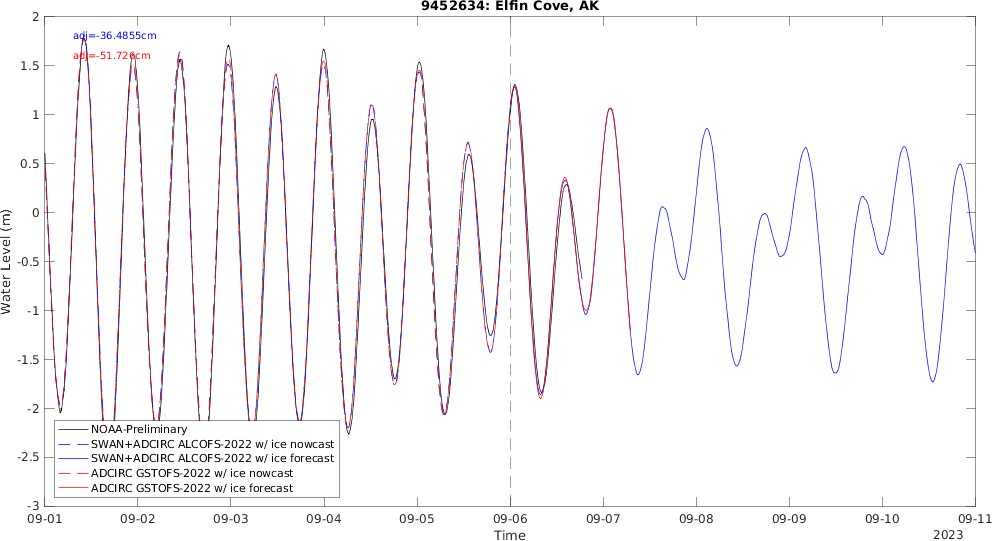 9452634: Elfin Cove, AK
2
1.5
1
0.5
0
-0.5
-1
-1.5
-2
-2.5
-3
Water Level (m)
adj=-36.4855cm
adj=-51.726cm
NOAA-Preliminary
SWAN+ADCIRC ALCOFS-2022 w/ ice nowcast
SWAN+ADCIRC ALCOFS-2022 w/ ice forecast
ADCIRC GSTOFS-2022 w/ ice nowcast
ADCIRC GSTOFS-2022 w/ ice forecast
09-01 09-02 09-03 09-04 09-05 09-06 09-07 09-08 09-09 09-10 09-11
Time
2023